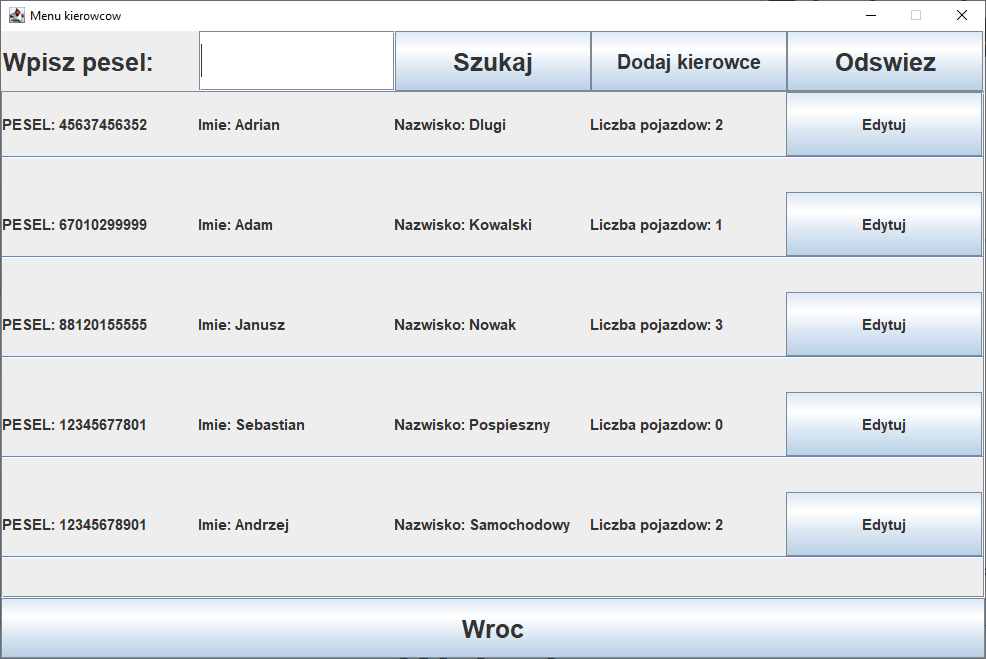 Menu kierowcow
Wpisz pesel: Szukaj Dodaj kierowce Odswiez
PESEL: 45637456352 Imie: Adrian Nazwisko: Dlugi Liczba pojazdow: 2 Edytuj
PESEL: 67010299999 Imie: Adam Nazwisko: Kowalski Liczba pojazdow: 1 Edytuj
PESEL: 88120155555 Imie: Janusz Nazwisko: Nowak Liczba pojazdow: 3 Edytuj
PESEL: 12345677801 Imie: Sebastian Nazwisko: Pospieszny Liczba pojazdow: 0 Edytuj
PESEL: 12345678901 Imie: Andrzej Nazwisko: Samochodowy Liczba pojazdow: 2 Edytuj
Wroc